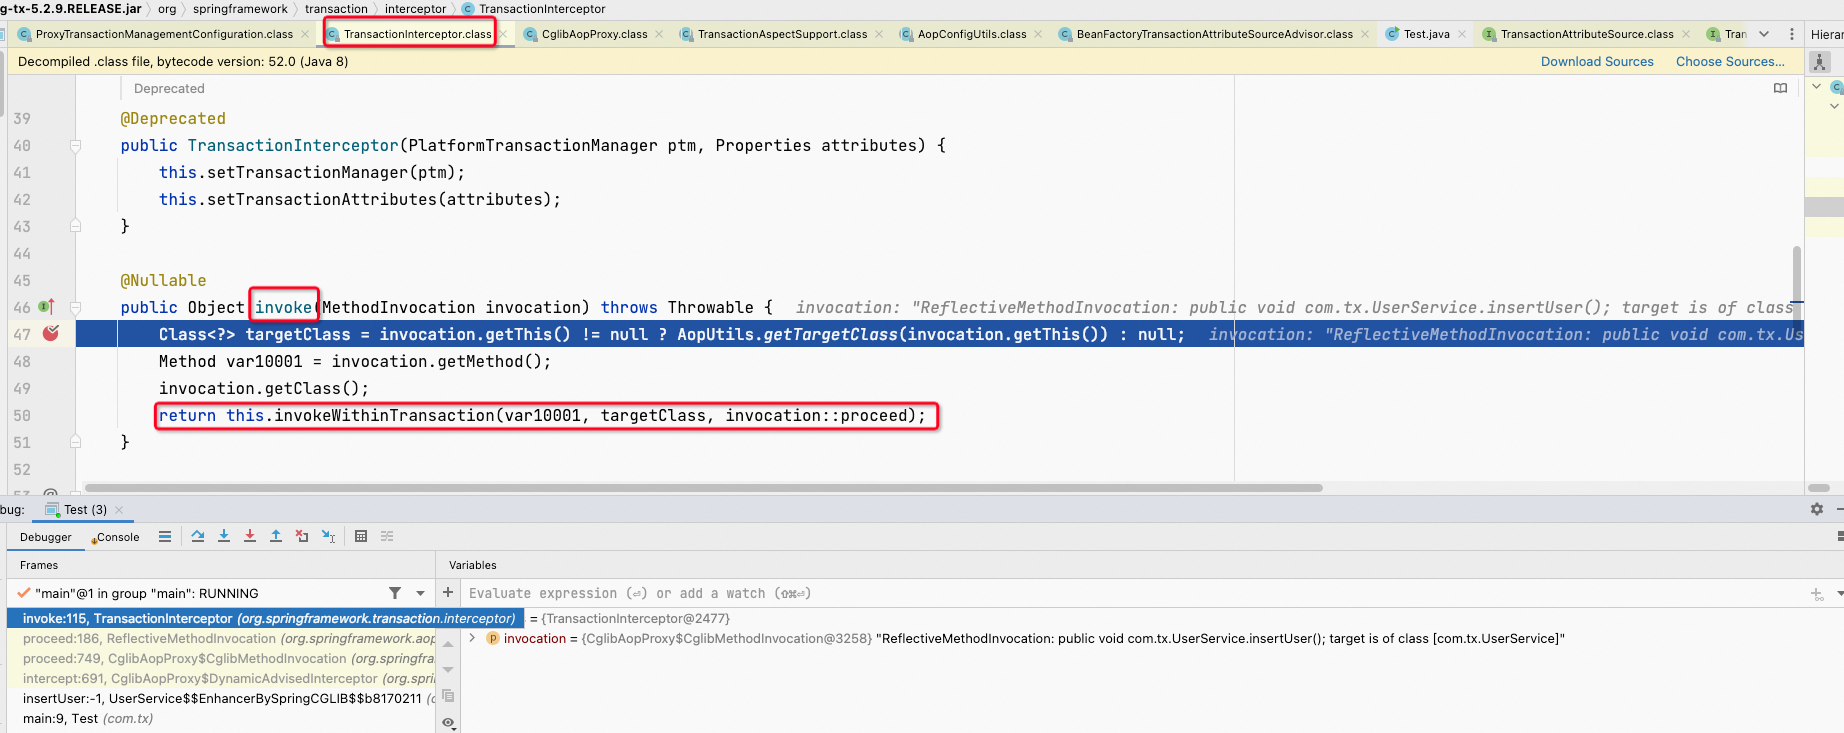 g-tx-5.2.9.RELEASE.jar org springframework transaction interceptor TransactionInterceptor
ProxyTransactionManagementConfiguration.class TransactionInterceptor.class CglibAopProxy.class TransactionAspectSupport.class AopConfigUtils.class BeanFactoryTransactionAttributeSourceAdvisor.class Test.java TransactionAttributeSource.class Tran Hierar
Decompiled .class file, bytecode version: 52.0 (Java 8) Download Sources Choose Sources...
Deprecated
39 @Deprecated
40 public TransactionInterceptor(PlatformTransactionManager ptm, Properties attributes) {
41 this.setTransactionManager(ptm);
42 this.setTransactionAttributes(attributes);
43 }
44
45 @Nullable
46 public Object invoke(MethodInvocation invocation) throws Throwable { invocation: "ReflectiveMethodInvocation: public void com.tx.UserService.insertUser(); target is of class
47 Class<?> targetClass = invocation.getThis() != null ? AopUtils.getTargetClass(invocation.getThis()) : null; invocation: "ReflectiveMethodInvocation: public void com.tx.Us
48 Method var10001 = invocation.getMethod();
49 invocation.getClass();
50 return this.invokeWithinTransaction(var10001, targetClass, invocation::proceed);
51 }
52
53 @
bug: Test (3)
Debugger Console
Frames Variables
"main"@1 in group "main": RUNNING Evaluate expression (⏎) or add a watch (⇧⌘⏎)
invoke:115, TransactionInterceptor (org.springframework.transaction.interceptor) = {TransactionInterceptor@2477}
proceed:186, ReflectiveMethodInvocation (org.springframework.aop invocation = {CglibAopProxy$CglibMethodInvocation@3258} "ReflectiveMethodInvocation: public void com.tx.UserService.insertUser(); target is of class [com.tx.UserService]"
proceed:749, CglibAopProxy$CglibMethodInvocation (org.springfra
intercept:691, CglibAopProxy$DynamicAdvisedInterceptor (org.spri
insertUser:-1, UserService$$EnhancerBySpringCGLIB$$b8170211 (c
main:9, Test (com.tx)